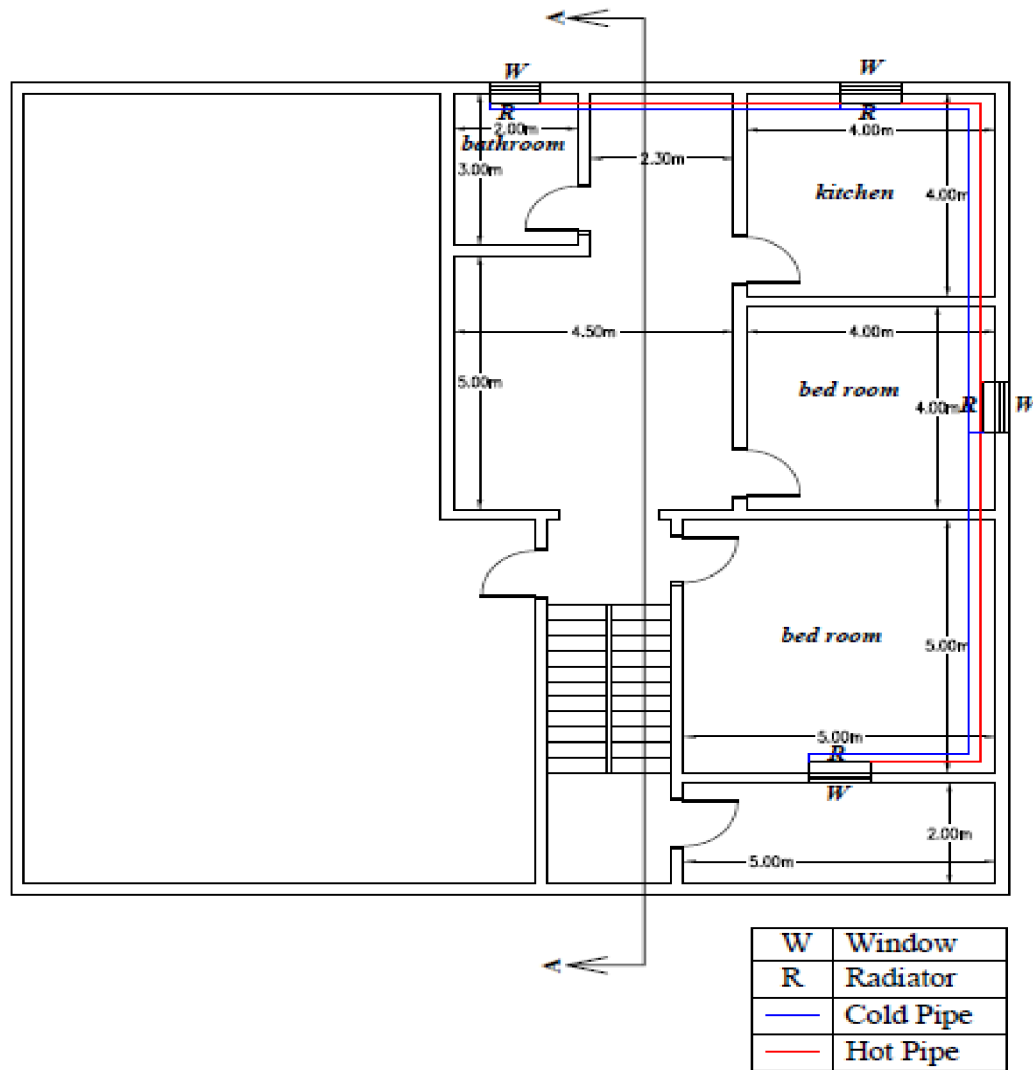 A
W
W
R
R
2.00m
4.00m
bathroom
2.30m
3.00m
kitchen
4.00m
4.50m
4.00m
5.00m
bed room
4.00m
R
W
bed room
5.00m
5.00m
R
W
2.00m
5.00m
A
W Window
R Radiator
Cold Pipe
Hot Pipe